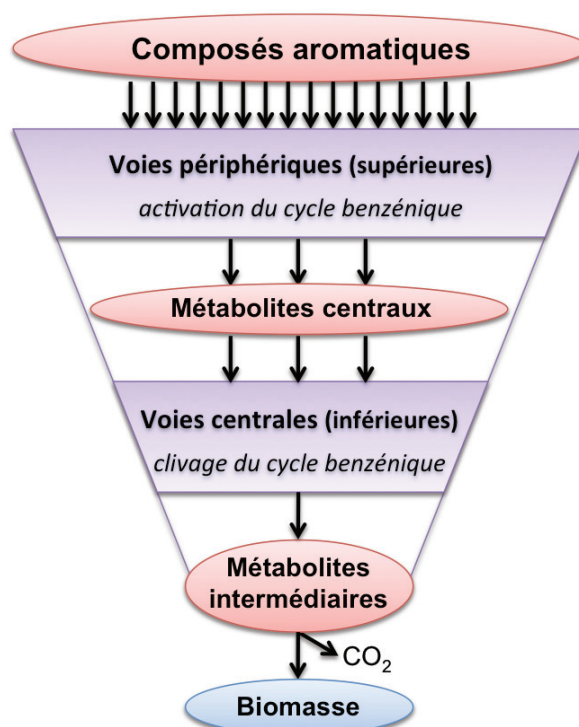 Composés aromatiques
Voies périphériques (supérieures)
activation du cycle benzénique
Métabolites centraux
Voies centrales (inférieures)
clivage du cycle benzénique
Métabolites
intermédiaires
CO₂
Biomasse